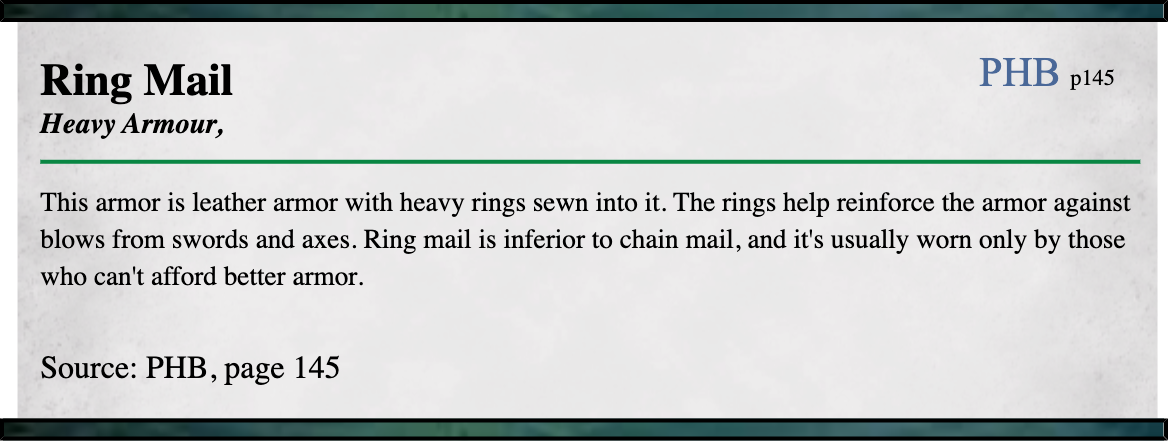 Ring Mail
PHB p145
Heavy Armour,
This armor is leather armor with heavy rings sewn into it. The rings help reinforce the armor against
blows from swords and axes. Ring mail is inferior to chain mail, and it's usually worn only by those
who can't afford better armor.
Source: PHB, page 145